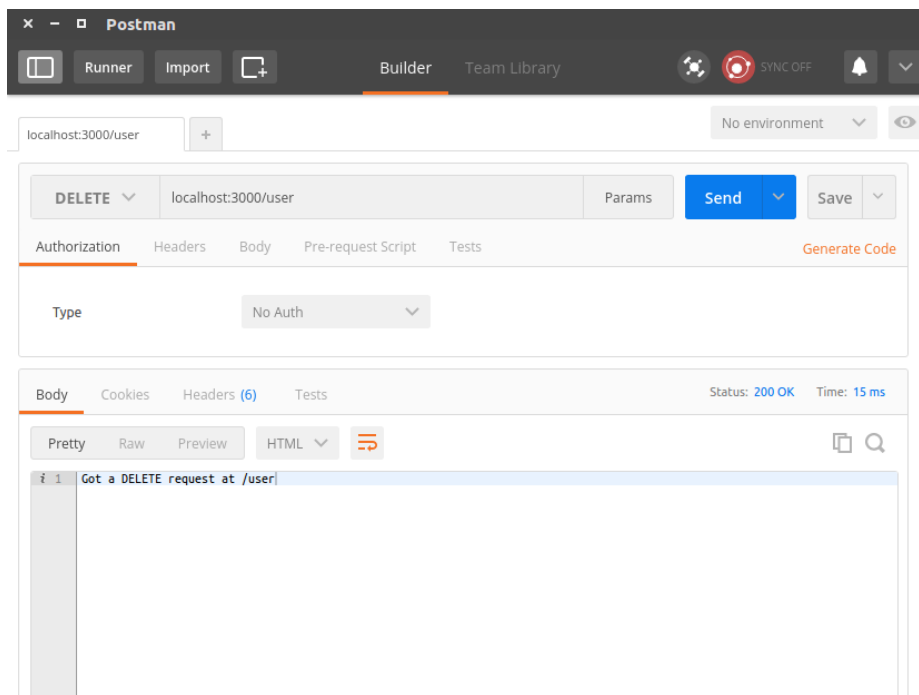 Postman
Runner Import Builder Team Library SYNC OFF
localhost:3000/user + No environment
DELETE localhost:3000/user Params Send Save
Authorization Headers Body Pre-request Script Tests Generate Code
Type No Auth
Body Cookies Headers (6) Tests Status: 200 OK Time: 15 ms
Pretty Raw Preview HTML
i 1 Got a DELETE request at /user